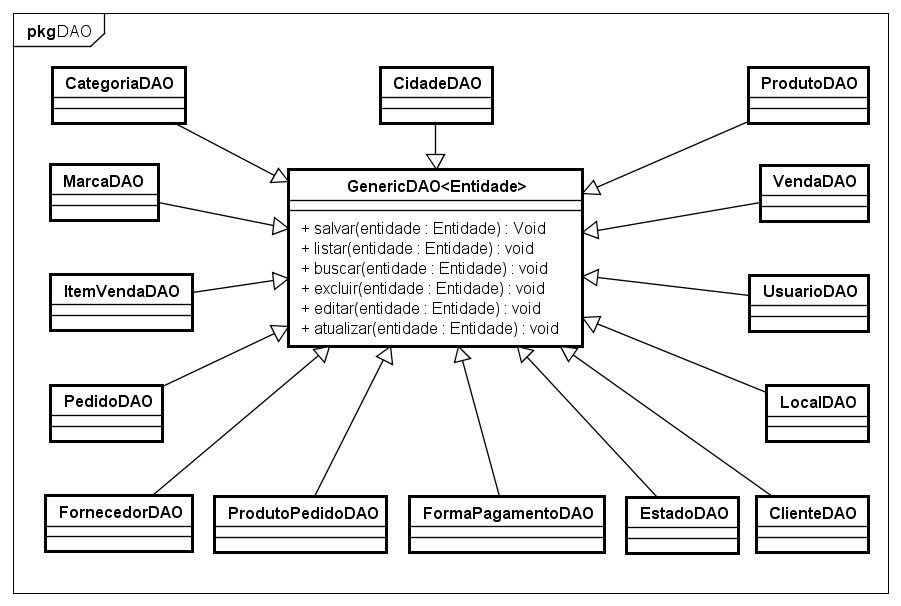 pkgDAO
CategoriaDAO
CidadeDAO
ProdutoDAO
MarcaDAO
GenericDAO<Entidade>
VendaDAO
+ salvar(entidade : Entidade) : Void
+ listar(entidade : Entidade) : void
+ buscar(entidade : Entidade) : void
+ excluir(entidade : Entidade) : void
+ editar(entidade : Entidade) : void
+ atualizar(entidade : Entidade) : void
ItemVendaDAO
UsuarioDAO
PedidoDAO
LocalDAO
FornecedorDAO
ProdutoPedidoDAO
FormaPagamentoDAO
EstadoDAO
ClienteDAO